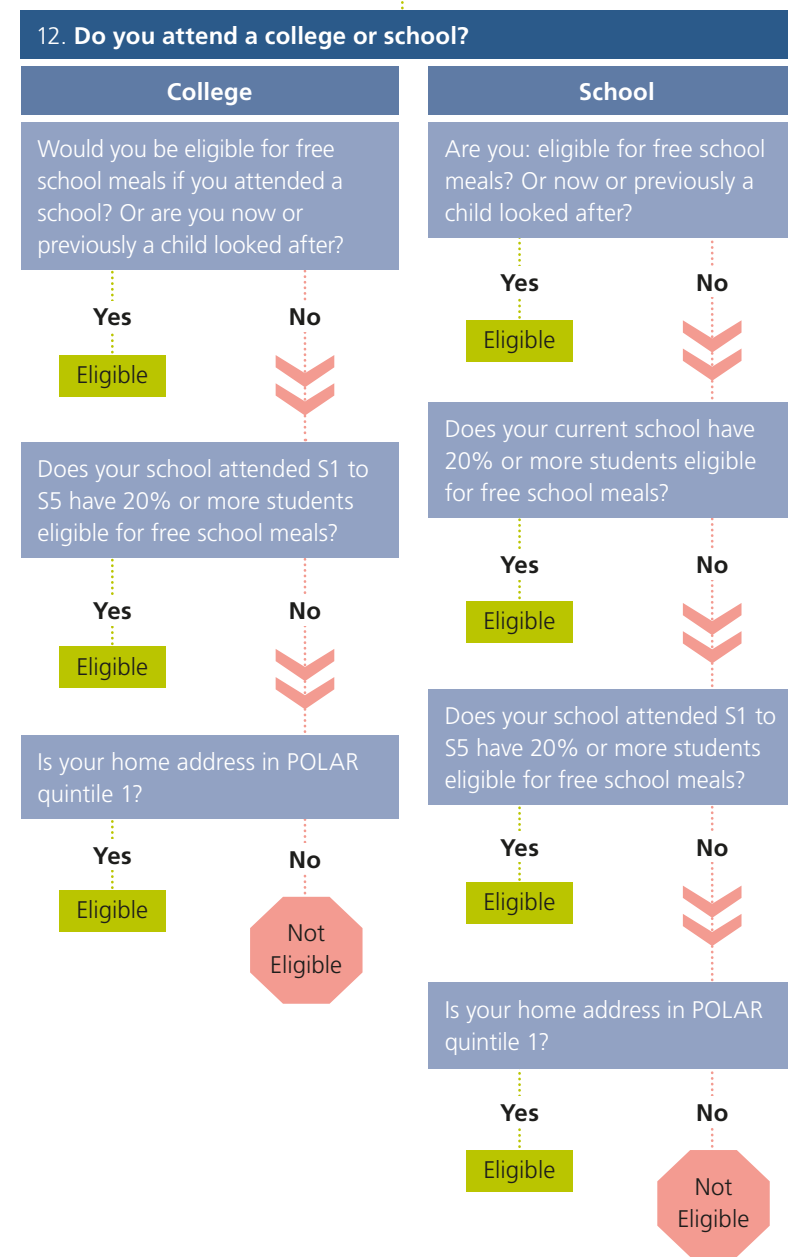 12. Do you attend a college or school?
College
Would you be eligible for free
school meals if you attended a
school? Or are you now or
previously a child looked after?
Yes
No
Eligible
Does your school attended S1 to
S5 have 20% or more students
eligible for free school meals?
Yes
No
Eligible
Is your home address in POLAR
quintile 1?
Yes
No
Eligible
Not
Eligible
School
Are you: eligible for free school
meals? Or now or previously a
child looked after?
Yes
No
Eligible
Does your current school have
20% or more students eligible
for free school meals?
Yes
No
Eligible
Does your school attended S1 to
S5 have 20% or more students
eligible for free school meals?
Yes
No
Eligible
Is your home address in POLAR
quintile 1?
Yes
No
Eligible
Not
Eligible